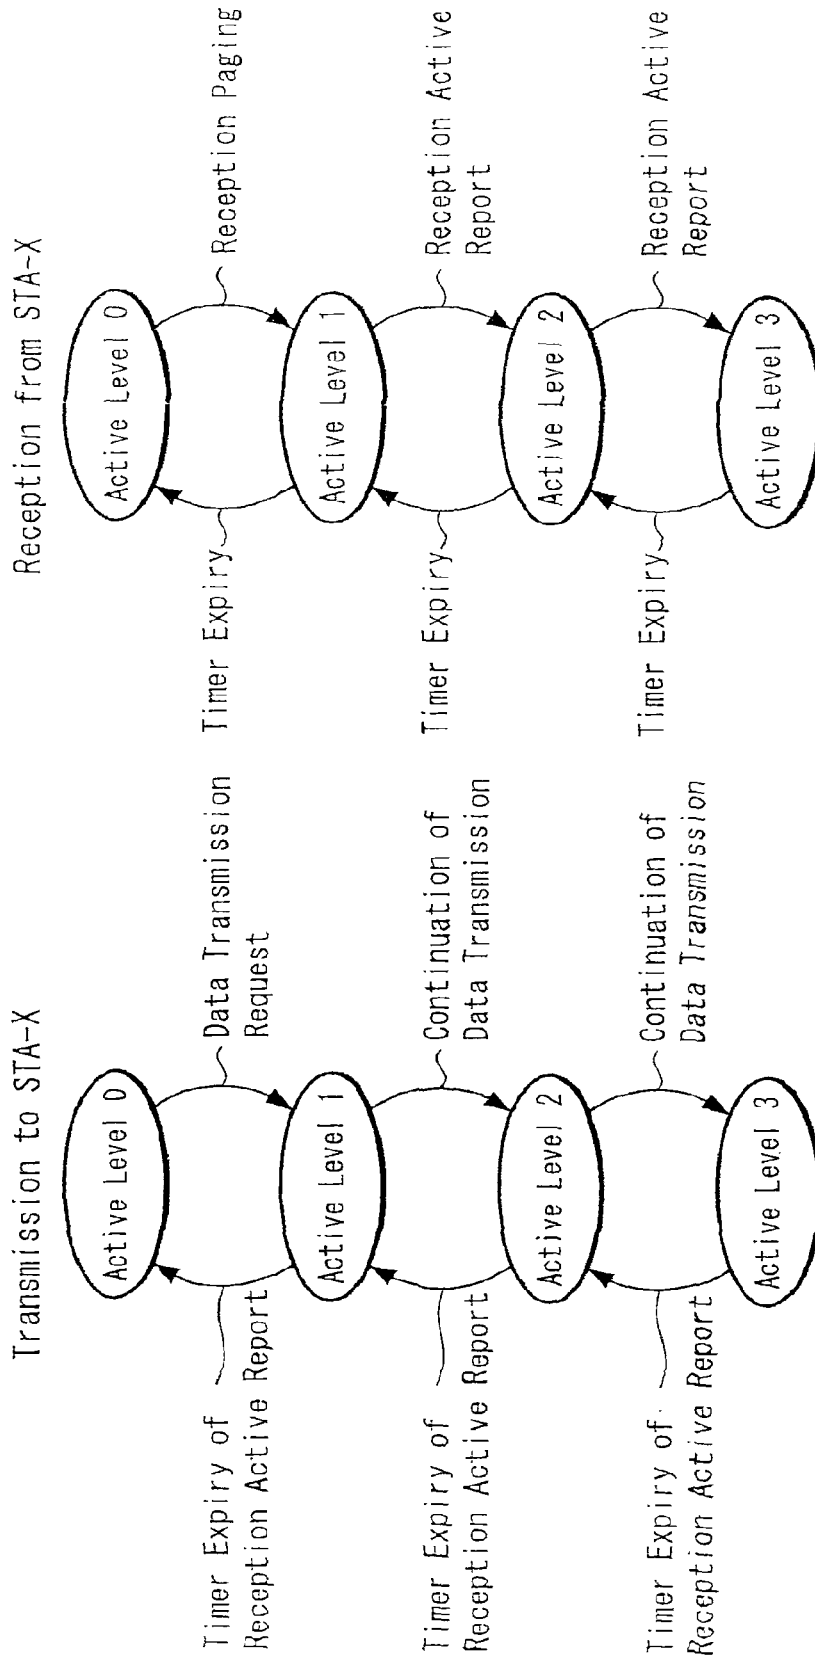 Transmission to STA-X
Active Level 0
Data Transmission
Request
Timer Expiry of
Reception Active Report
Active Level 1
Continuation of
Data Transmission
Timer Expiry of
Reception Active Report
Active Level 2
Continuation of
Data Transmission
Timer Expiry of
Reception Active Report
Active Level 3
Reception from STA-X
Active Level 0
Reception Paging
Timer Expiry
Active Level 1
Reception Active
Report
Timer Expiry
Active Level 2
Reception Active
Report
Timer Expiry
Active Level 3